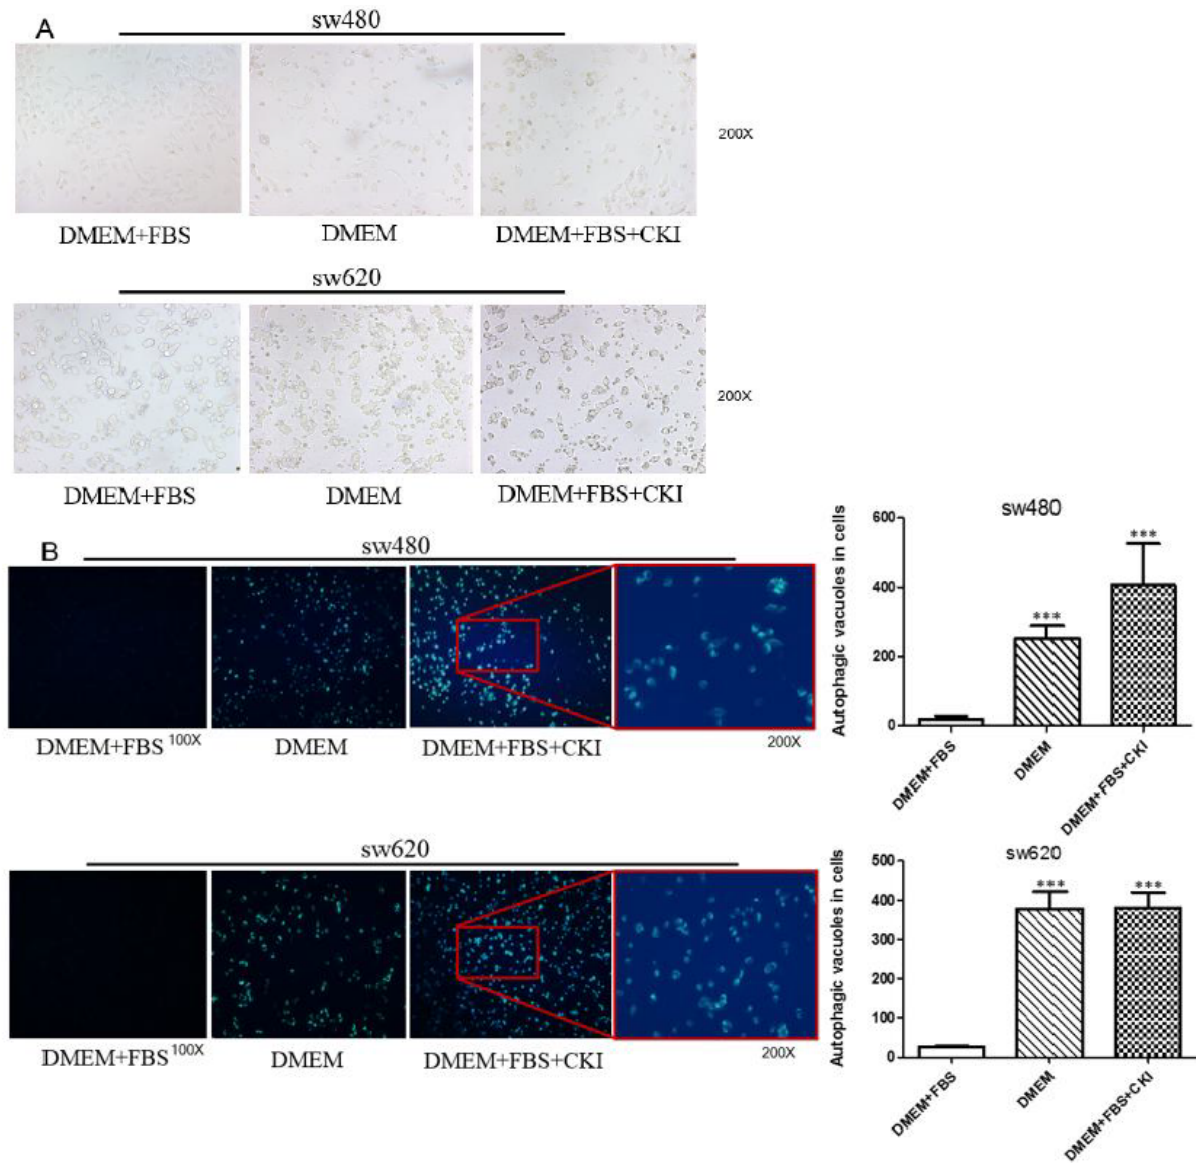 A
sw480
200X
DMEM+FBS
DMEM
DMEM+FBS+CKI
sw620
200X
DMEM+FBS
DMEM
DMEM+FBS+CKI
B
sw480
DMEM+FBS 100X
DMEM
DMEM+FBS+CKI
200X
sw480
Autophagic vacuoles in cells
600
400
200
0
***
***
DMEM+FBS
DMEM
DMEM+FBS+CKI
sw620
DMEM+FBS 100X
DMEM
DMEM+FBS+CKI
200X
sw620
Autophagic vacuoles in cells
500
400
300
200
100
0
***
***
DMEM+FBS
DMEM
DMEM+FBS+CKI